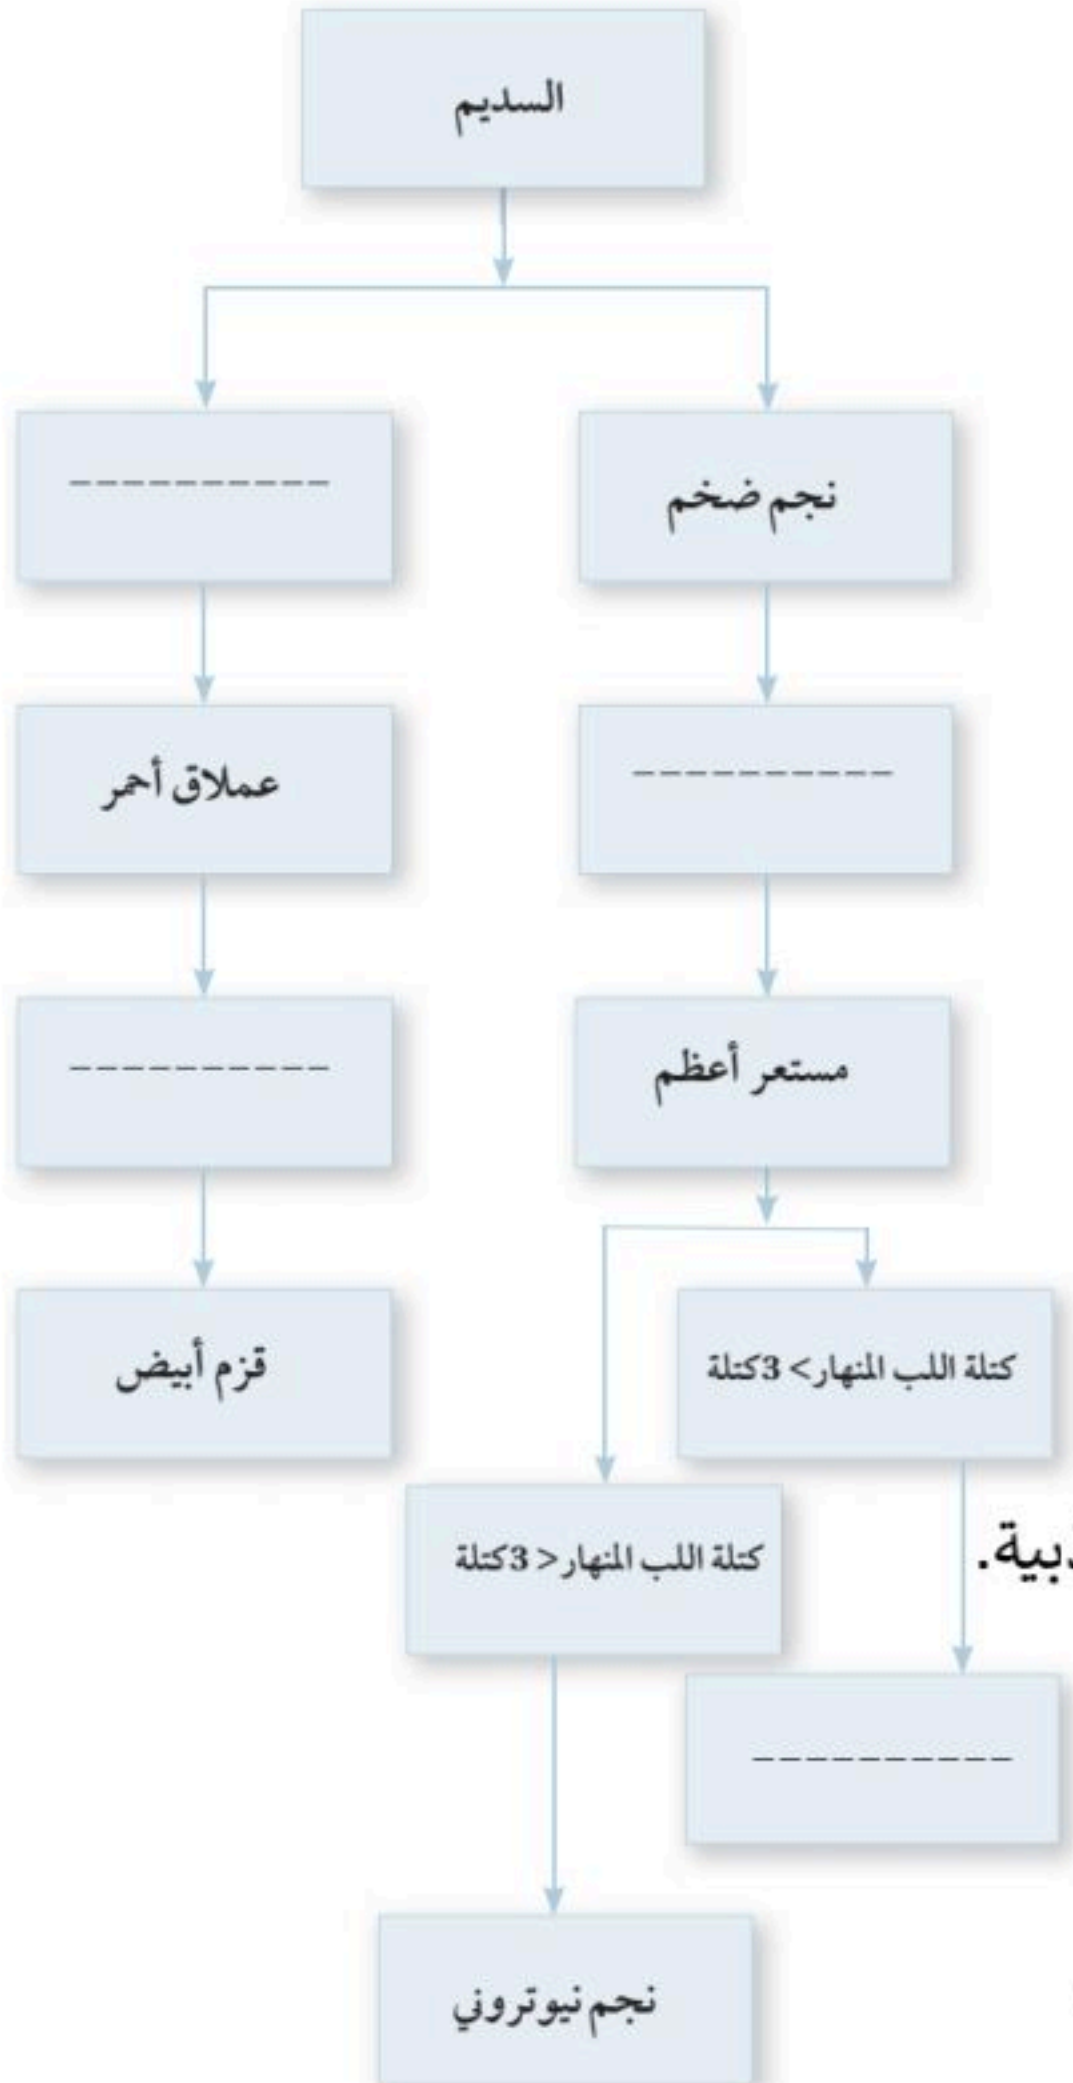 السديم
نجم ضخم
----------
----------
عملاق أحمر
مستعر أعظم
----------
كتلة اللب المنهار> 3كتلة
قزم أبيض
كتلة اللب المنهار< 3كتلة
----------
نجم نيوتروني